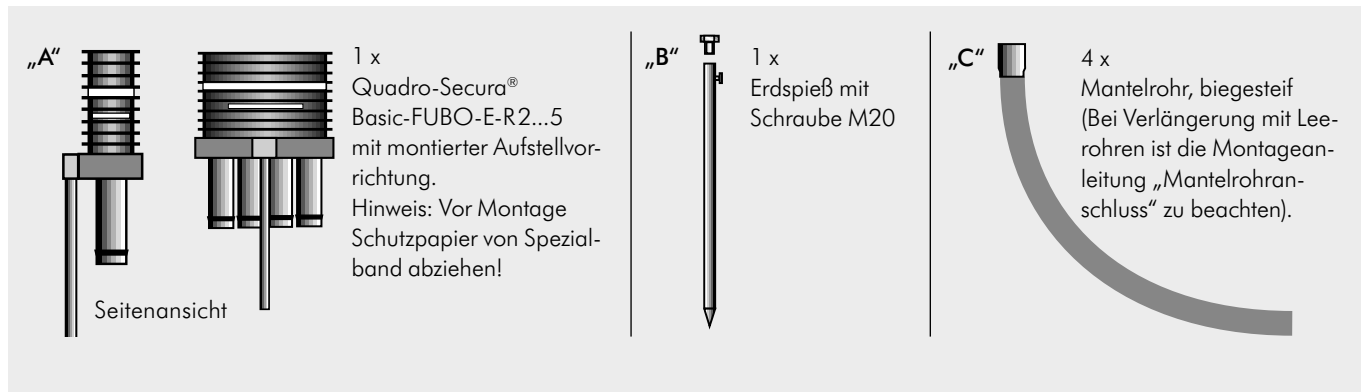 „A“
1 x
Quadro-Secura®
Basic-FUBO-E-R2...5
mit montierter Aufstellvor-
richtung.
Hinweis: Vor Montage
Schutzpapier von Spezial-
band abziehen!
Seitenansicht
„B“
1 x
Erdspieß mit
Schraube M20
„C“
4 x
Mantelrohr, biegesteif
(Bei Verlängerung mit Lee-
rohren ist die Montagean-
leitung „Mantelrohran-
schluss“ zu beachten).